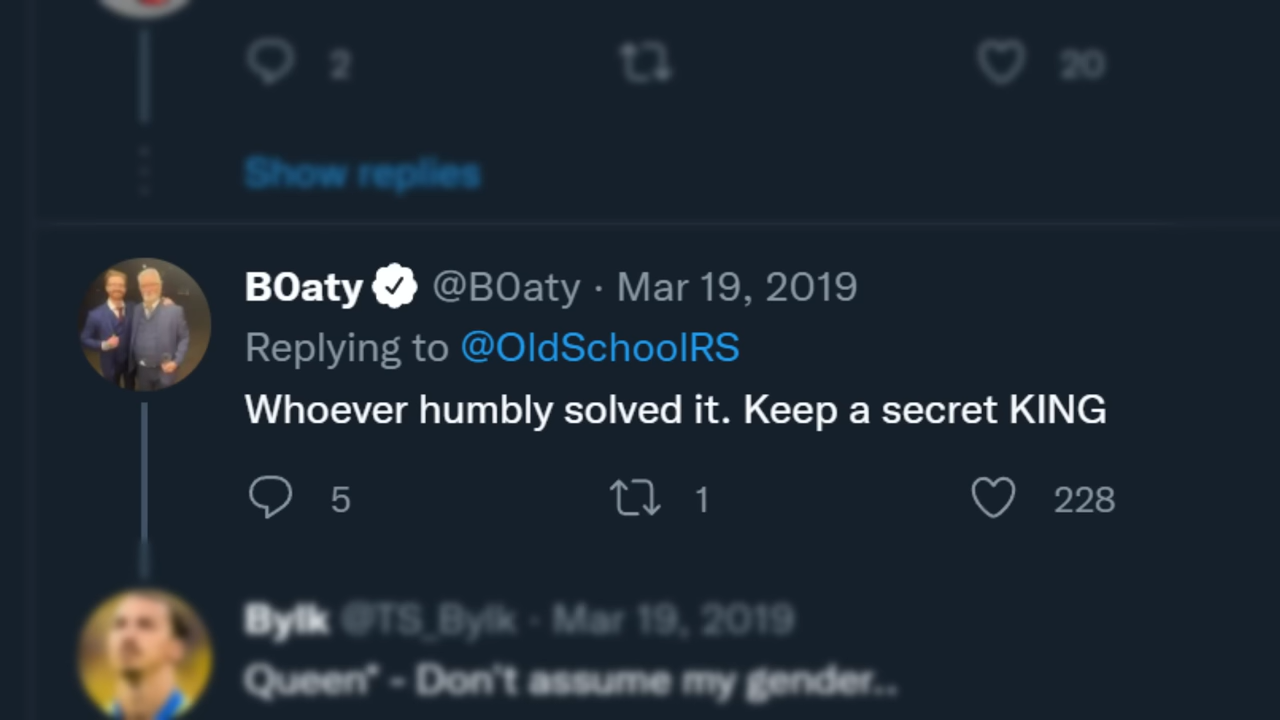 2 20
Show replies
B0aty @B0aty · Mar 19, 2019
Replying to @OldSchoolRS
Whoever humbly solved it. Keep a secret KING
5 1 228
Bylk @TS_Bylk · Mar 19, 2019
Queen* - Don't assume my gender..